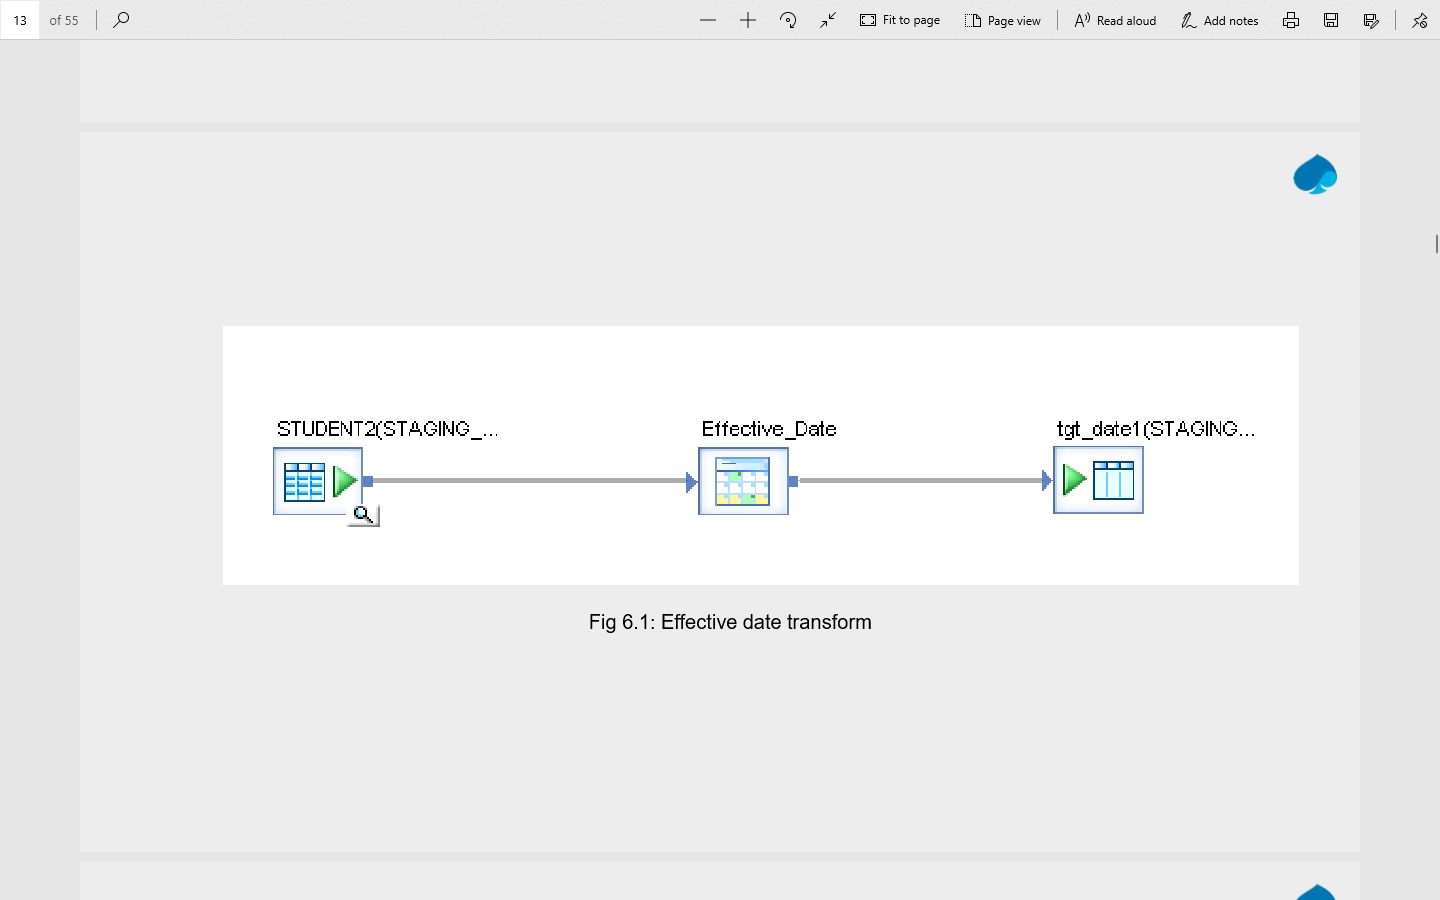 13 of 55 Fit to page Page view Read aloud Add notes
STUDENT2(STAGING_... Effective_Date tgt_date1(STAGING...
Fig 6.1: Effective date transform